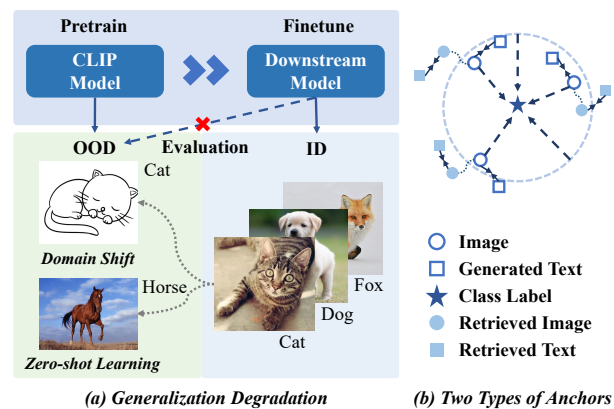 Pretrain
Finetune
CLIP
Model
Downstream
Model
OOD
Evaluation
ID
Cat
Domain Shift
Horse
Zero-shot Learning
Fox
Dog
Cat
(a) Generalization Degradation
Image
Generated Text
Class Label
Retrieved Image
Retrieved Text
(b) Two Types of Anchors